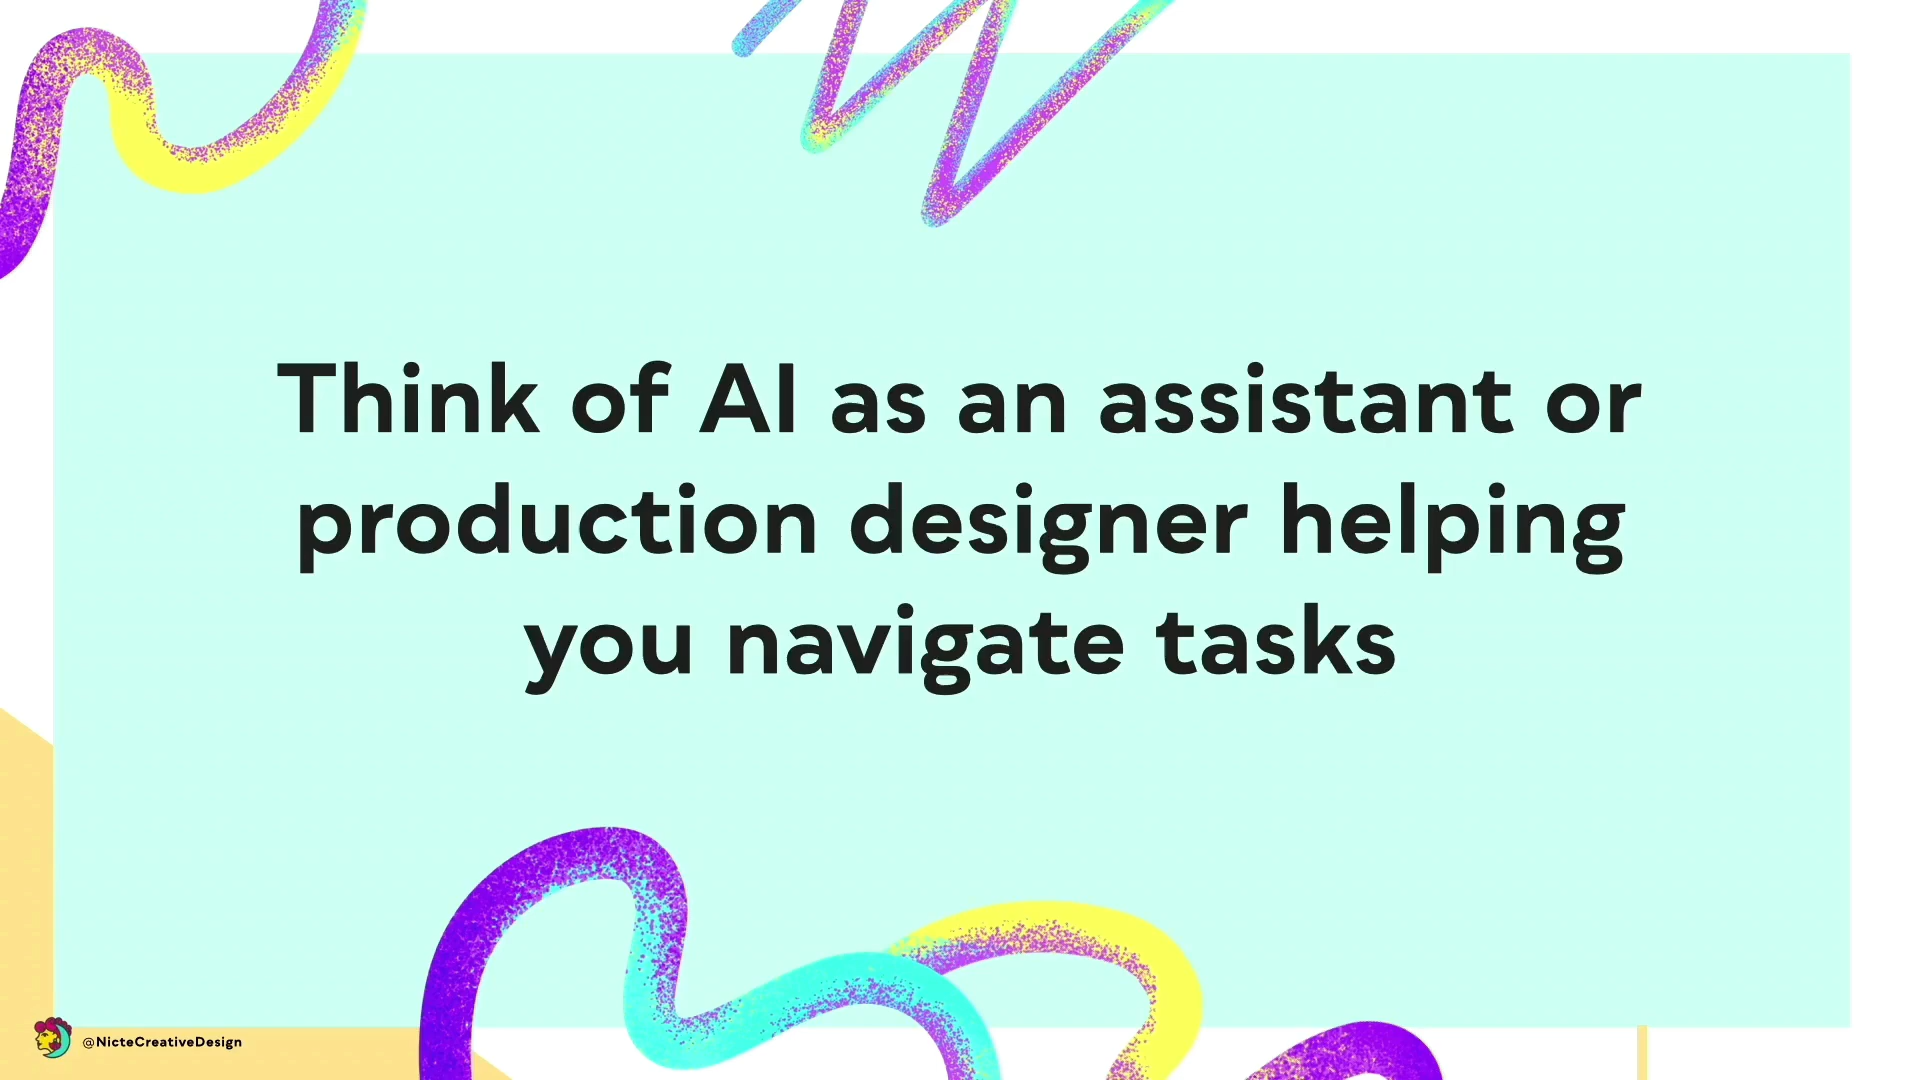 Think of AI as an assistant or
production designer helping
you navigate tasks
@NicteCreativeDesign